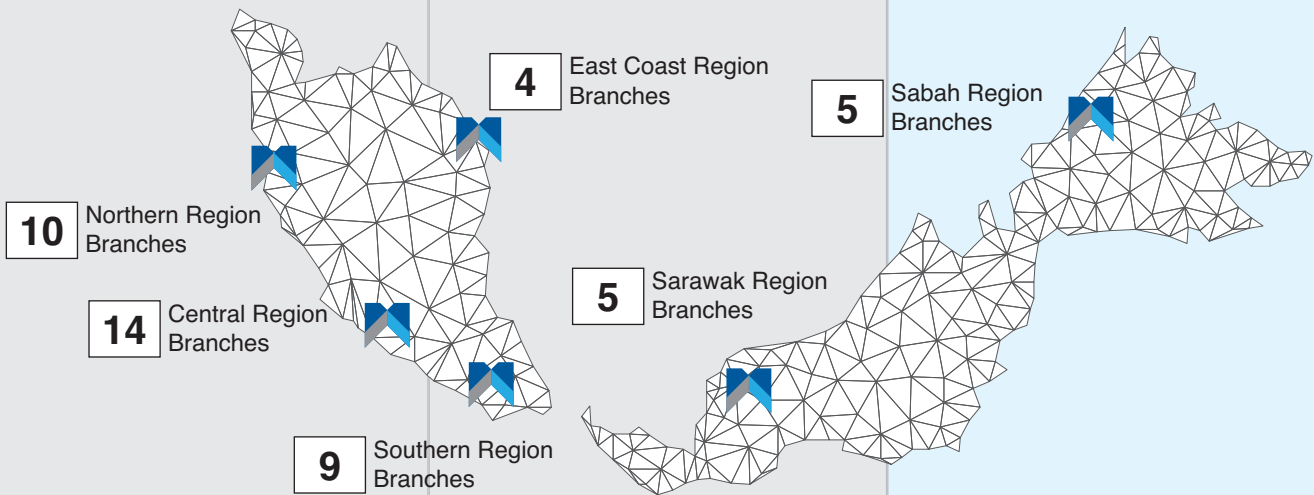 4
East Coast Region
Branches
5
Sabah Region
Branches
10
Northern Region
Branches
5
Sarawak Region
Branches
14
Central Region
Branches
9
Southern Region
Branches